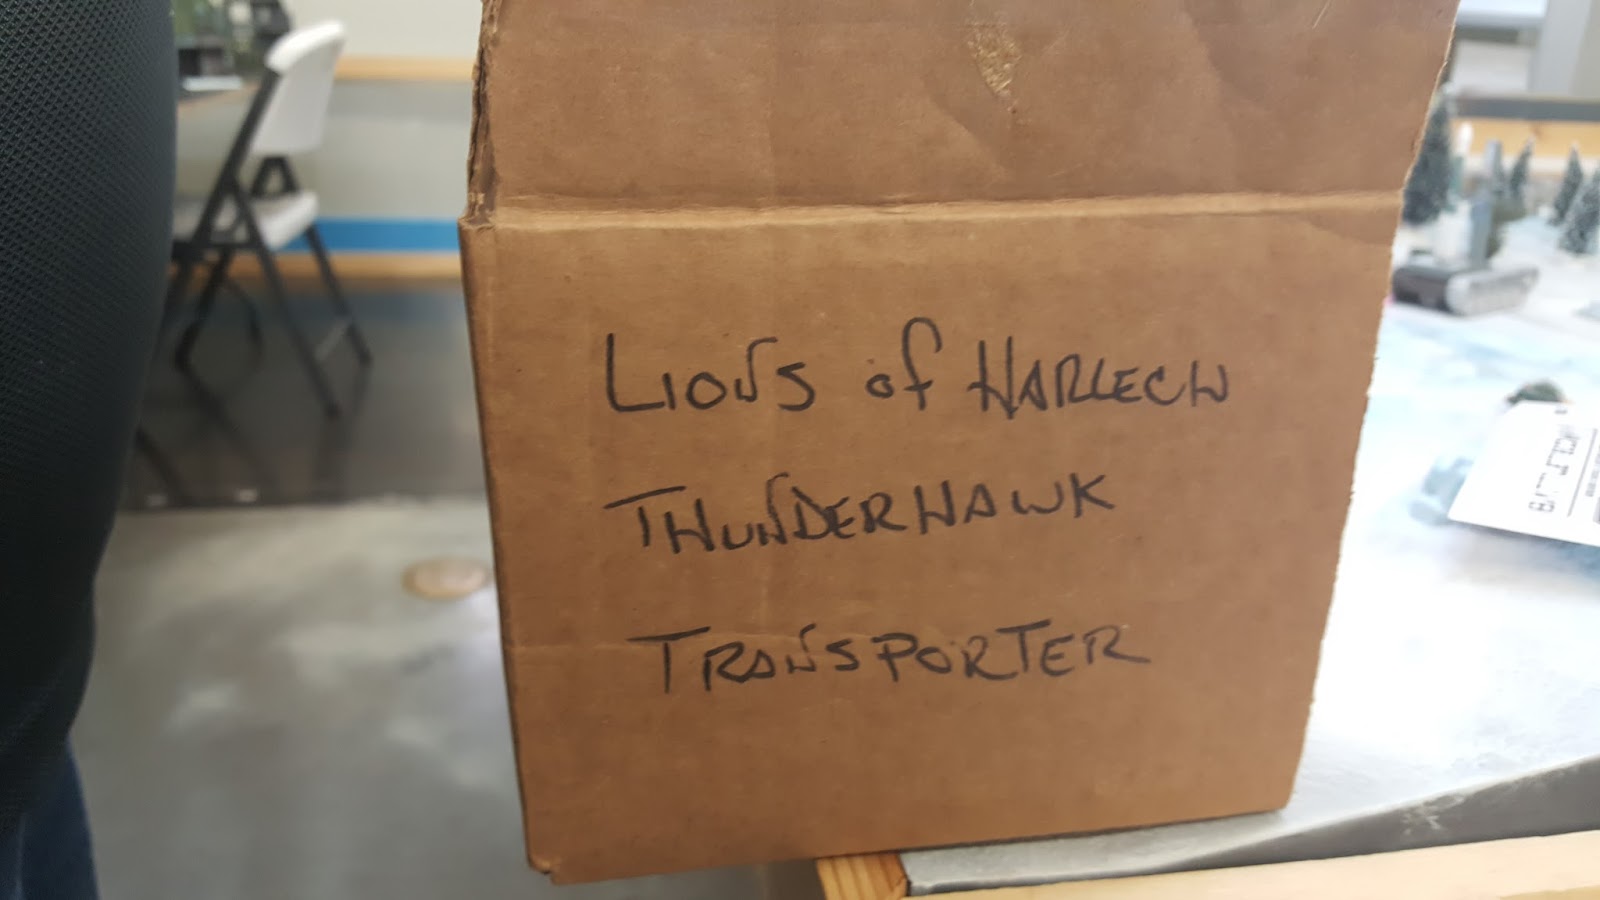 Lions of Harlech
Thunderhawk
Transporter